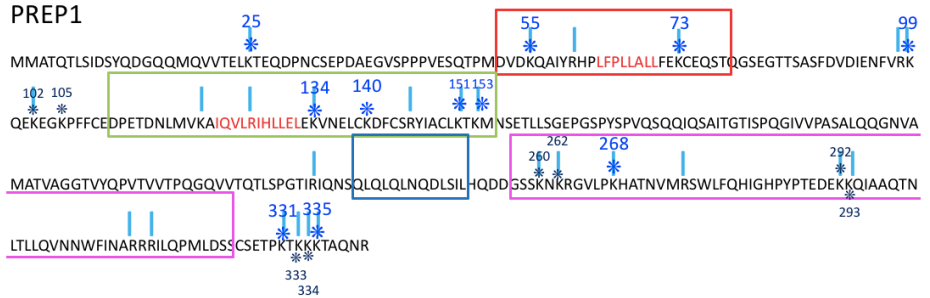 PREP1
25 55 73 99
MMATQTLSIDSYQDGQQMQVVTELKTEQDPNCSEPDAEGVSPPPVESQTPMDVDKQAIYRHPLFPLLALLFEKCEQSTQGSEGTTSASFDVDIENFVRK
102 105 134 140 151 153
QEKEGKPFFCEDPETDNLMVKAIQVLRIHLLELEKVNELCKDFCSRYIACLKTKMNSETLLSGEPGSPYSPVQSQQIQSAITGTISPQGIVVPASALQQGNVA
260 262 268 292
MATVAGGTVYQPVTVVTPQGQVVTQTLSPGTIRIQNSQLQLQLNQDLSILHQDDGSSKNKRGVLPKHATNVMRSWLFQHIGHPYPTEDEKKQIAAQTN
293
331 335
LTLLQVNNWFINARRRILQPMLDSSCSETPKTKKKTAQNR
333
334